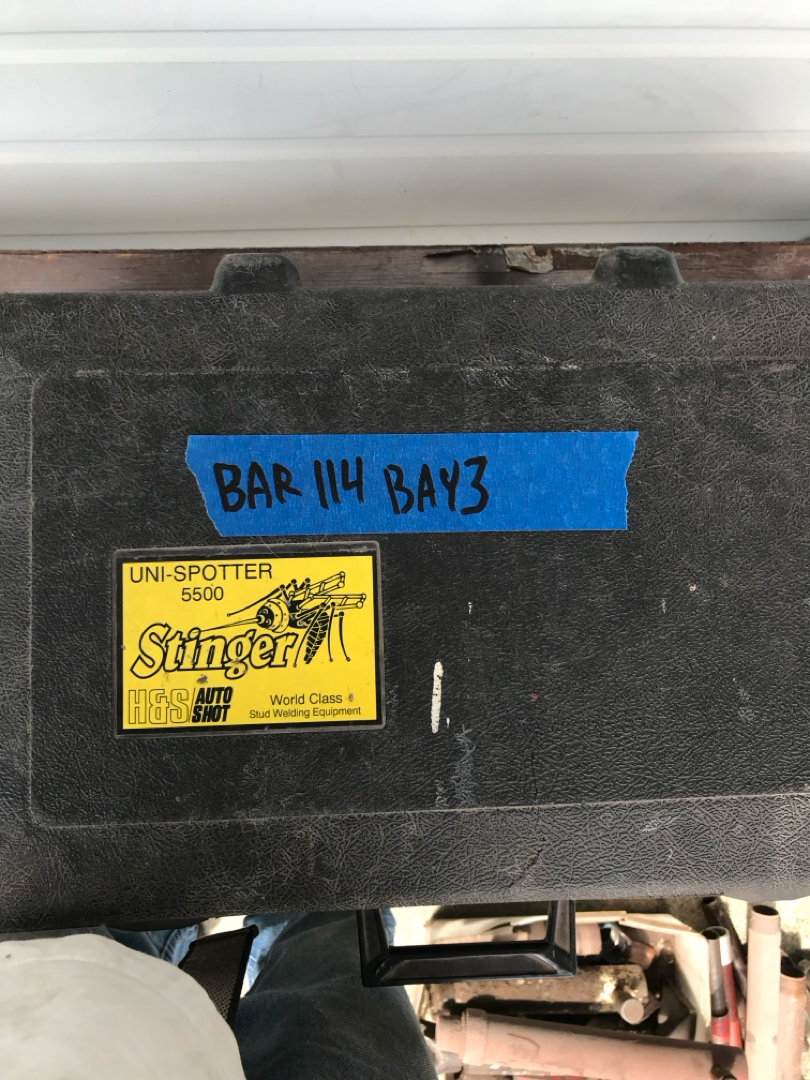 BAR 114 BAY3
UNI-SPOTTER
5500
Stinger
H&S/AUTO SHOT
World Class
Stud Welding Equipment